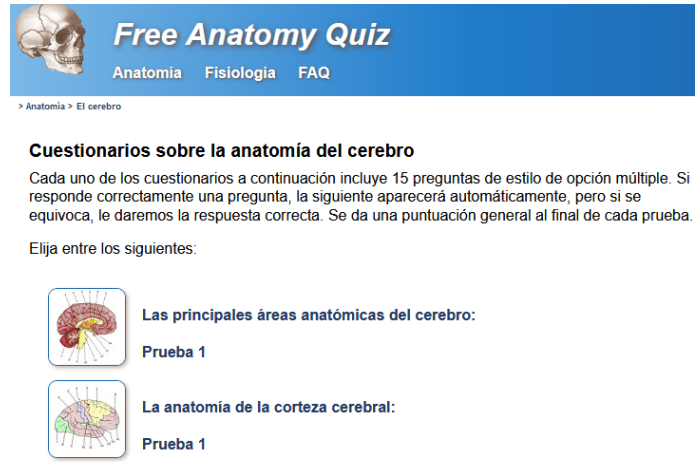 Free Anatomy Quiz
Anatomía Fisiología FAQ
> Anatomía > El cerebro
Cuestionarios sobre la anatomía del cerebro
Cada uno de los cuestionarios a continuación incluye 15 preguntas de estilo de opción múltiple. Si
responde correctamente una pregunta, la siguiente aparecerá automáticamente, pero si se
equivoca, le daremos la respuesta correcta. Se da una puntuación general al final de cada prueba.
Elija entre los siguientes:
Las principales áreas anatómicas del cerebro:
Prueba 1
La anatomía de la corteza cerebral:
Prueba 1